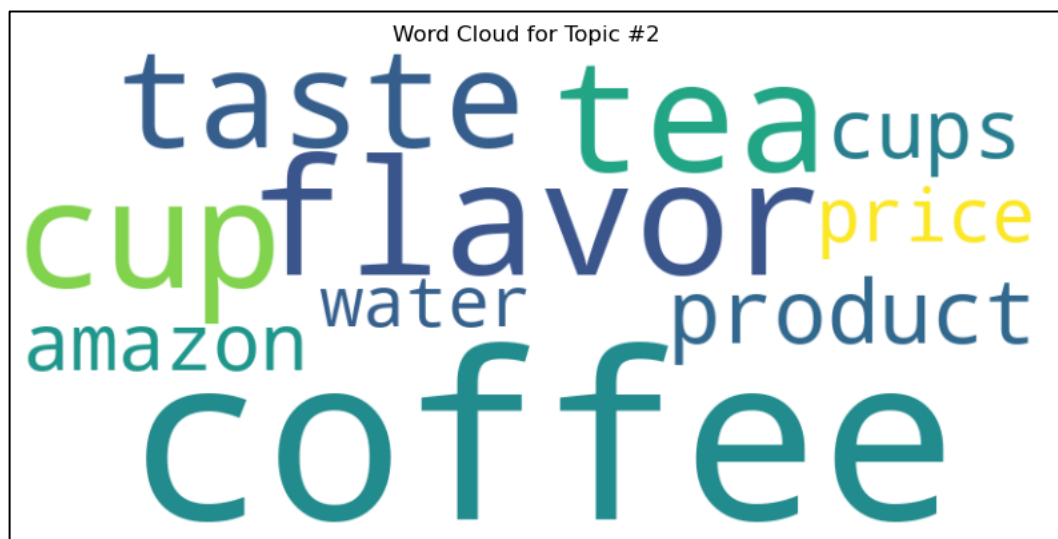 Word Cloud for Topic #2
taste tea cups
cup flavor price
water product
amazon
coffee